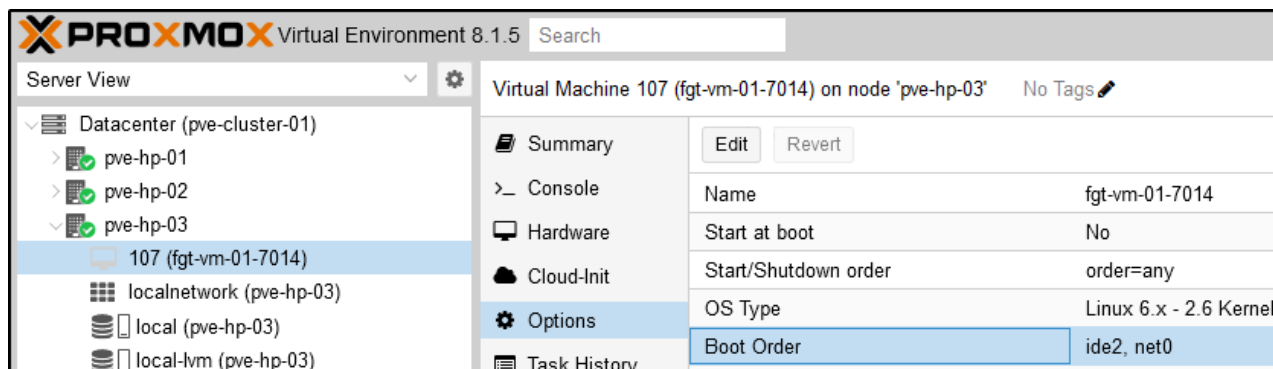 PROXMOX Virtual Environment 8.1.5 Search
Server View
Datacenter (pve-cluster-01)
pve-hp-01
pve-hp-02
pve-hp-03
107 (fgt-vm-01-7014)
localnetwork (pve-hp-03)
local (pve-hp-03)
local-lvm (pve-hp-03)
Virtual Machine 107 (fgt-vm-01-7014) on node 'pve-hp-03' No Tags
Summary
Console
Hardware
Cloud-Init
Options
Task History
Edit Revert
Name fgt-vm-01-7014
Start at boot No
Start/Shutdown order order=any
OS Type Linux 6.x - 2.6 Kernel
Boot Order ide2, net0